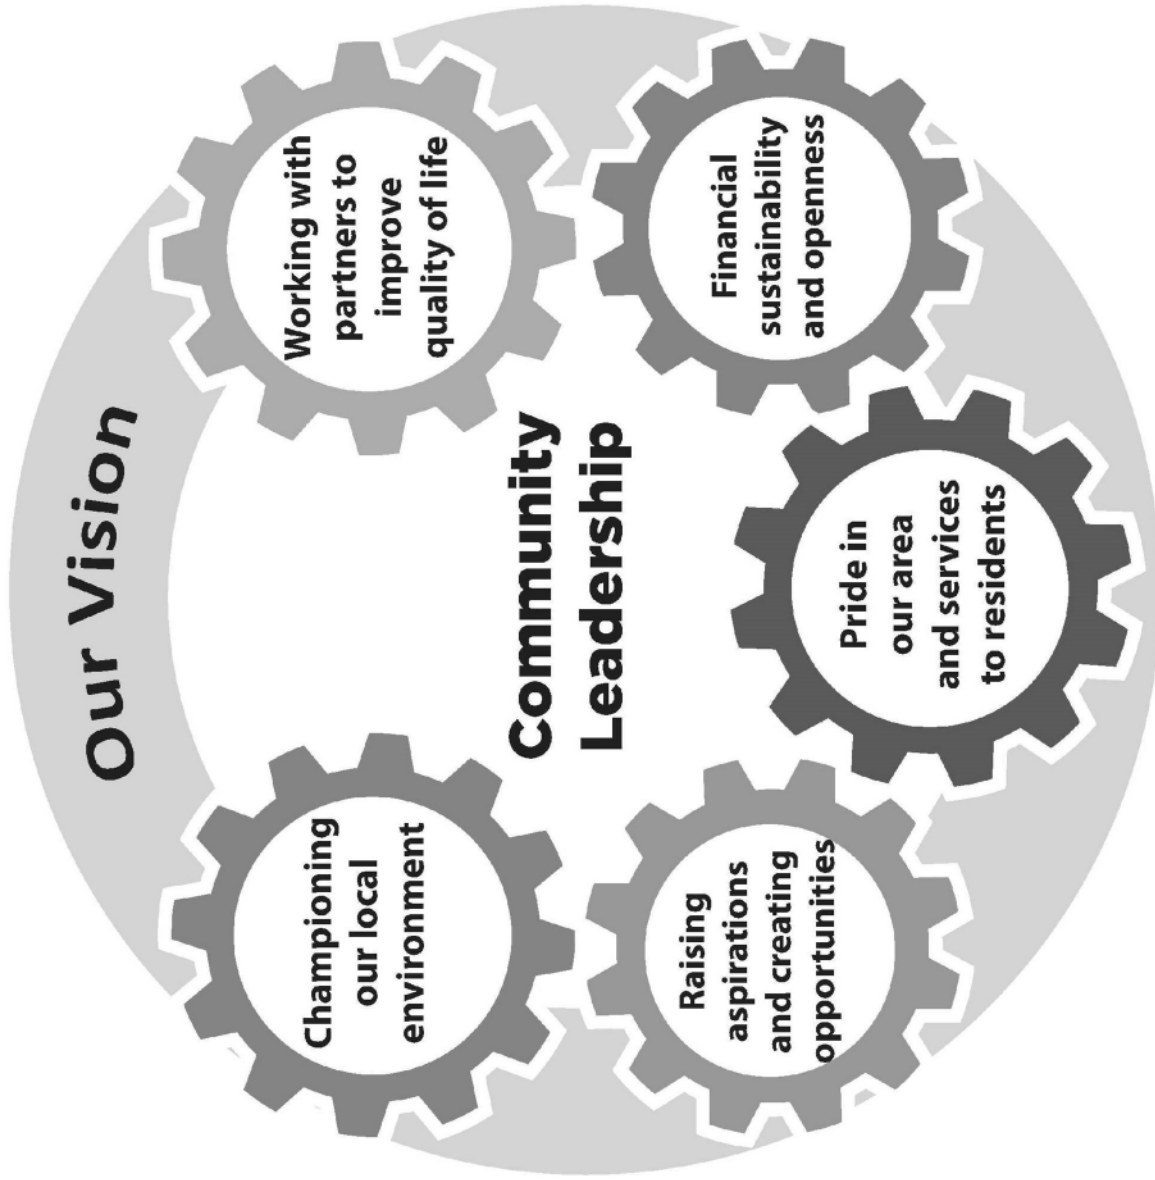 Our Vision
Championing
our local
environment
Working with
partners to
improve
quality of life
Community
Leadership
Raising
aspirations
and creating
opportunities
Financial
sustainability
and openness
Pride in
our area
and services
to residents